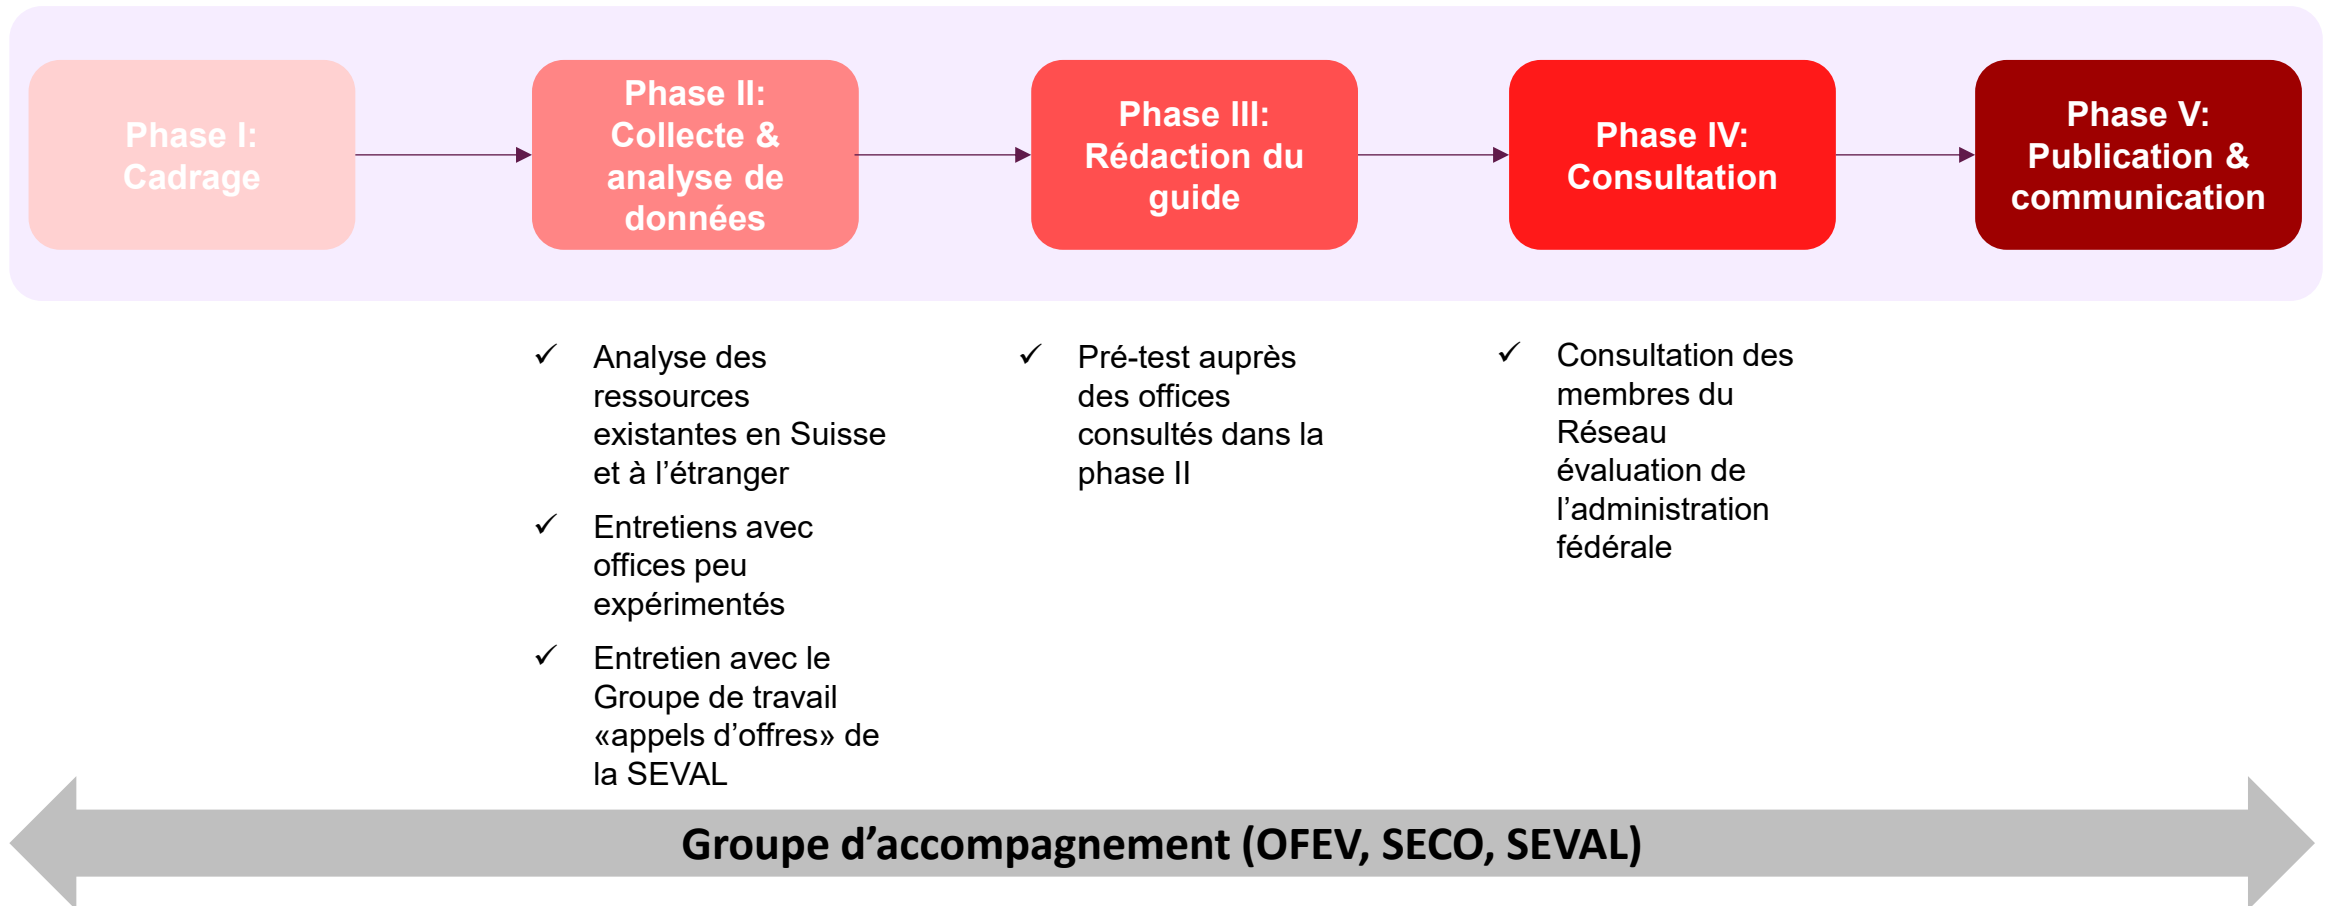 Phase I:
Cadrage
Phase II:
Collecte &
analyse de
données
Phase III:
Rédaction du
guide
Phase IV:
Consultation
Phase V:
Publication &
communication
✓ Analyse des
ressources
existantes en Suisse
et à l’étranger
✓ Entretiens avec
offices peu
expérimentés
✓ Entretien avec le
Groupe de travail
«appels d’offres» de
la SEVAL
✓ Pré-test auprès
des offices
consultés dans la
phase II
✓ Consultation des
membres du
Réseau
évaluation de
l’administration
fédérale
Groupe d’accompagnement (OFEV, SECO, SEVAL)